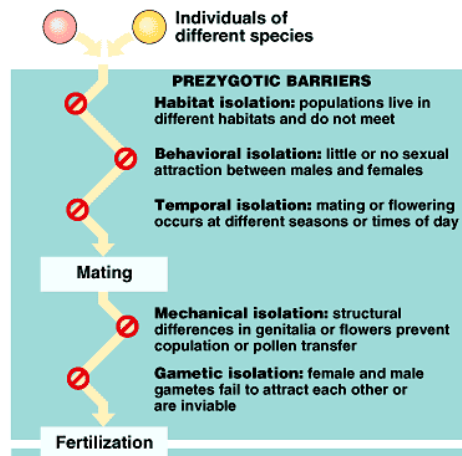 Individuals of
different species
PREZYGOTIC BARRIERS
Habitat isolation: populations live in
different habitats and do not meet
Behavioral isolation: little or no sexual
attraction between males and females
Temporal isolation: mating or flowering
occurs at different seasons or times of day
Mating
Mechanical isolation: structural
differences in genitalia or flowers prevent
copulation or pollen transfer
Gametic isolation: female and male
gametes fail to attract each other or
are inviable
Fertilization